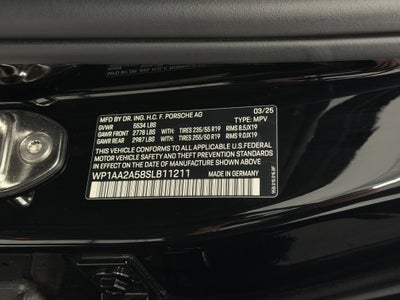 MFD BY DR. ING. H.C. F. PORSCHE AG 03/25
GVWR 5534 LBS TYPE: MPV
GAWR FRONT 2778 LBS WITH: TIRES 235/55 R19 RIMS 8.0JX19
GAWR REAR 2987 LBS WITH: TIRES 255/50 R19 RIMS 9.0JX19
THIS VEHICLE CONFORMS TO ALL APPLICABLE U.S.FEDERAL
MOTOR VEHICLE SAFETY AND THEFT PREVENTION STANDARDS
IN EFFECT ON THE DATE OF MANUFACTURE SHOWN ABOVE.
WP1AA2A58SLB11211 MADE IN GERMANY